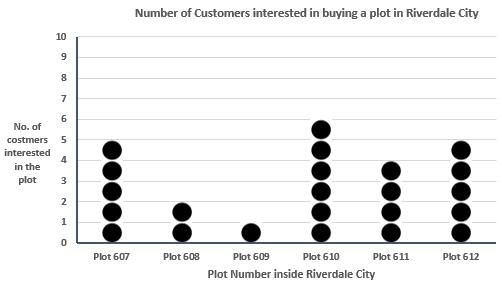 Number of Customers interested in buying a plot in Riverdale City
10
9
8
7
6
5
4
3
2
1
0
No. of
costmers
interested
in the
plot
Plot 607
Plot 608
Plot 609
Plot 610
Plot 611
Plot 612
Plot Number inside Riverdale City